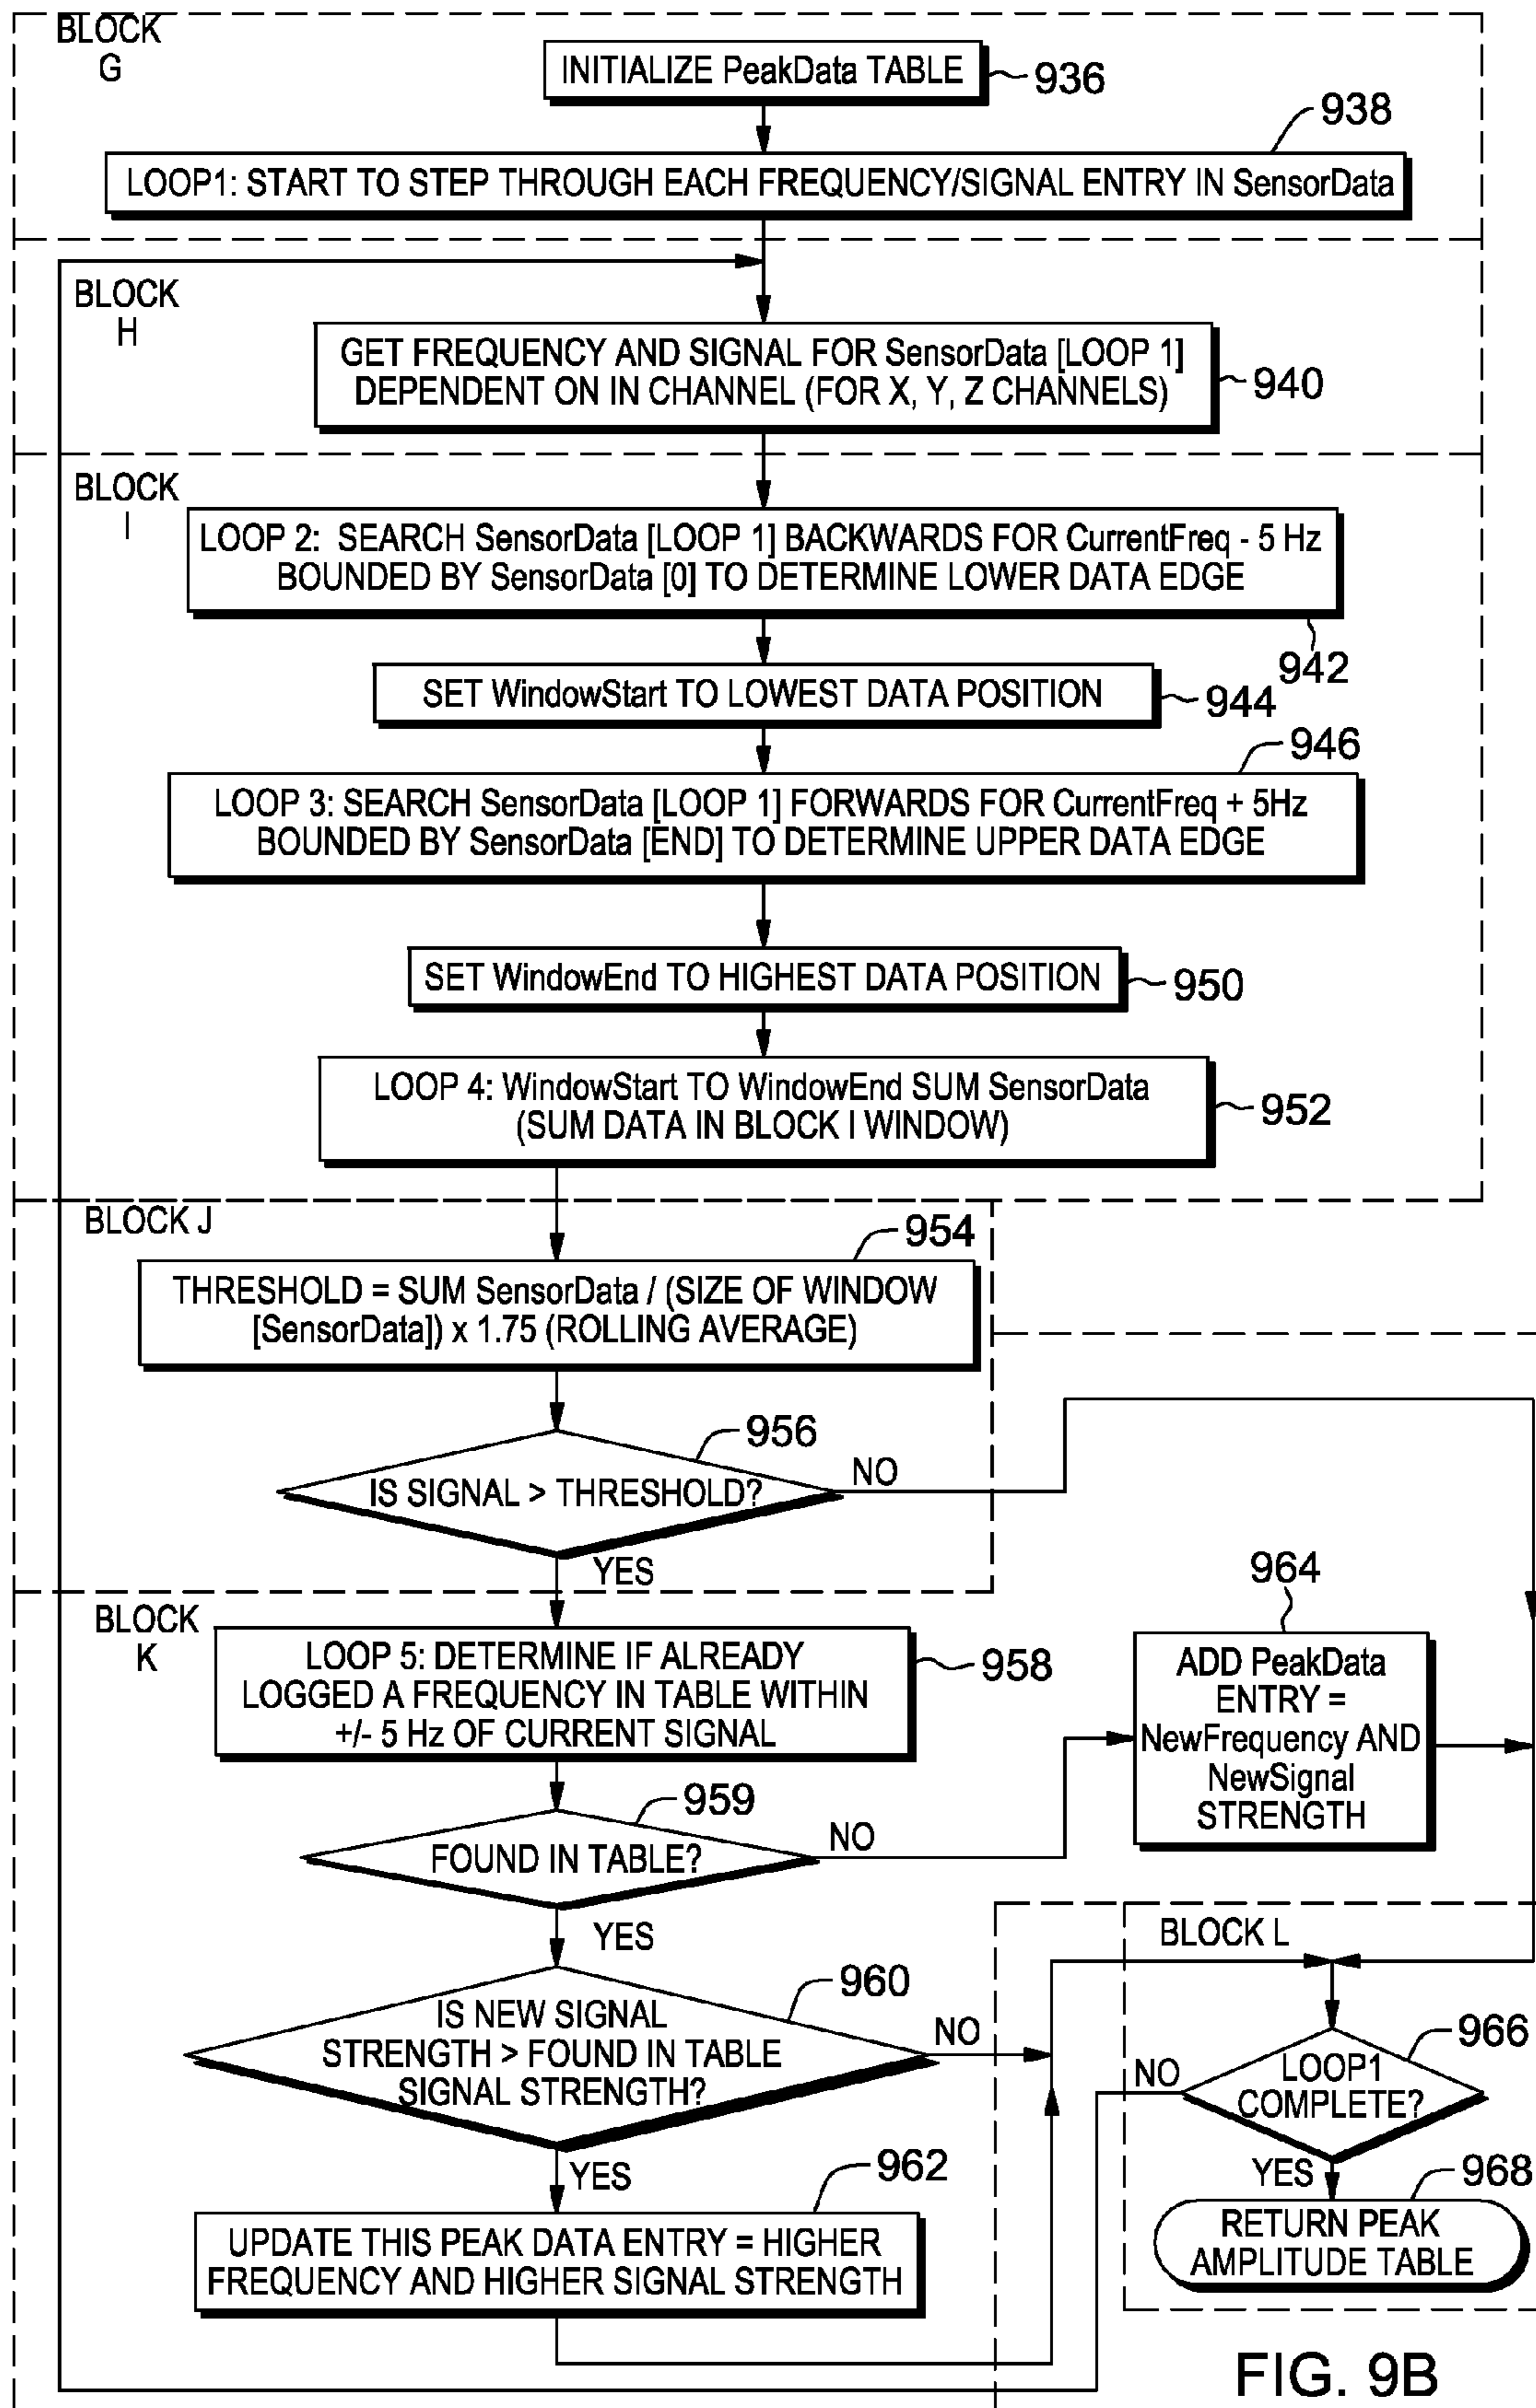 BLOCK
G
INITIALIZE PeakData TABLE
936
938
LOOP1: START TO STEP THROUGH EACH FREQUENCY/SIGNAL ENTRY IN SensorData
BLOCK
H
GET FREQUENCY AND SIGNAL FOR SensorData [LOOP 1]
DEPENDENT ON IN CHANNEL (FOR X, Y, Z CHANNELS)
940
BLOCK
I
LOOP 2: SEARCH SensorData [LOOP 1] BACKWARDS FOR CurrentFreq - 5 Hz
BOUNDED BY SensorData [0] TO DETERMINE LOWER DATA EDGE
942
SET WindowStart TO LOWEST DATA POSITION
944
946
LOOP 3: SEARCH SensorData [LOOP 1] FORWARDS FOR CurrentFreq + 5Hz
BOUNDED BY SensorData [END] TO DETERMINE UPPER DATA EDGE
SET WindowEnd TO HIGHEST DATA POSITION
950
LOOP 4: WindowStart TO WindowEnd SUM SensorData
(SUM DATA IN BLOCK I WINDOW)
952
BLOCK J
954
THRESHOLD = SUM SensorData / (SIZE OF WINDOW
[SensorData]) x 1.75 (ROLLING AVERAGE)
956
IS SIGNAL > THRESHOLD?
NO
YES
BLOCK
K
LOOP 5: DETERMINE IF ALREADY
LOGGED A FREQUENCY IN TABLE WITHIN
+/- 5 Hz OF CURRENT SIGNAL
958
964
ADD PeakData
ENTRY =
NewFrequency AND
NewSignal
STRENGTH
959
FOUND IN TABLE?
NO
YES
960
IS NEW SIGNAL
STRENGTH > FOUND IN TABLE
SIGNAL STRENGTH?
NO
YES
962
UPDATE THIS PEAK DATA ENTRY = HIGHER
FREQUENCY AND HIGHER SIGNAL STRENGTH
BLOCK L
966
LOOP1
COMPLETE?
NO
YES
968
RETURN PEAK
AMPLITUDE TABLE
FIG. 9B